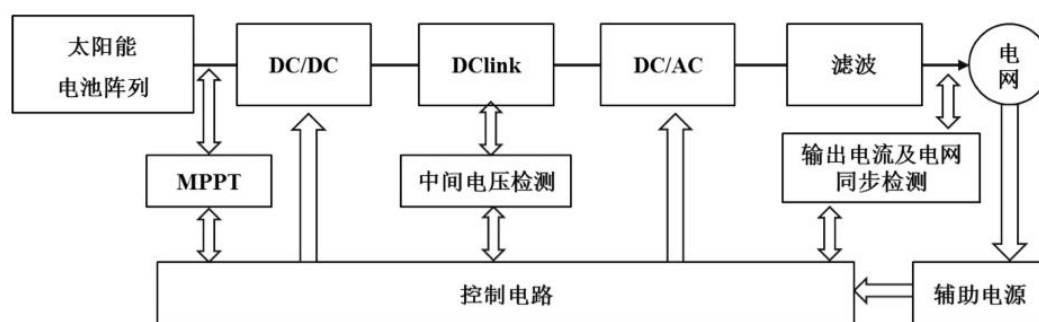 太阳能
电池阵列
DC/DC
DClink
DC/AC
滤波
电
网
MPPT
中间电压检测
输出电流及电网
同步检测
控制电路
辅助电源